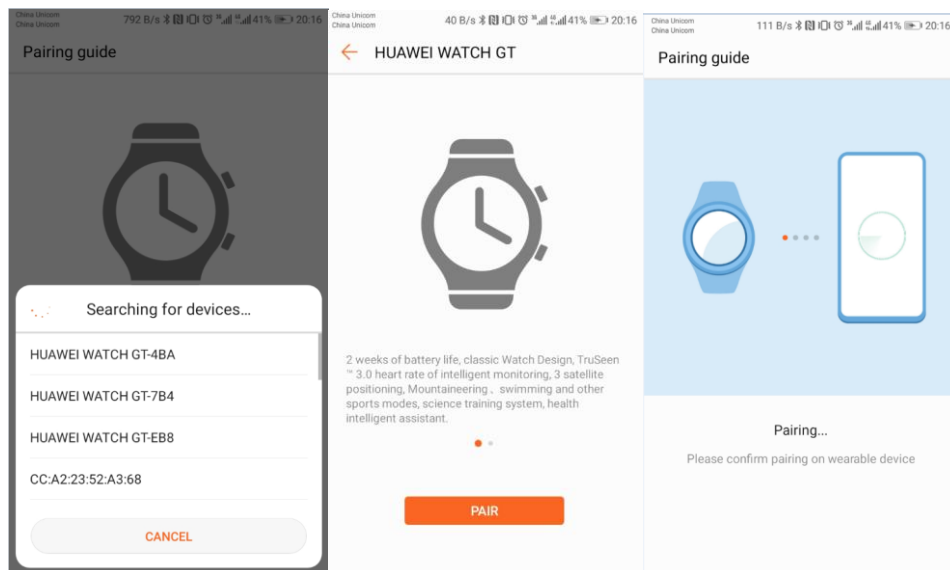 China Unicom
China Unicom
792 B/s
41%
20:16
Pairing guide
Searching for devices...
HUAWEI WATCH GT-4BA
HUAWEI WATCH GT-7B4
HUAWEI WATCH GT-EB8
CC:A2:23:52:A3:68
CANCEL
China Unicom
China Unicom
40 B/s
41%
20:16
HUAWEI WATCH GT
2 weeks of battery life, classic Watch Design, TruSeen
™ 3.0 heart rate of intelligent monitoring, 3 satellite
positioning, Mountaineering 、swimming and other
sports modes, science training system, health
intelligent assistant.
PAIR
China Unicom
China Unicom
111 B/s
41%
20:16
Pairing guide
Pairing...
Please confirm pairing on wearable device